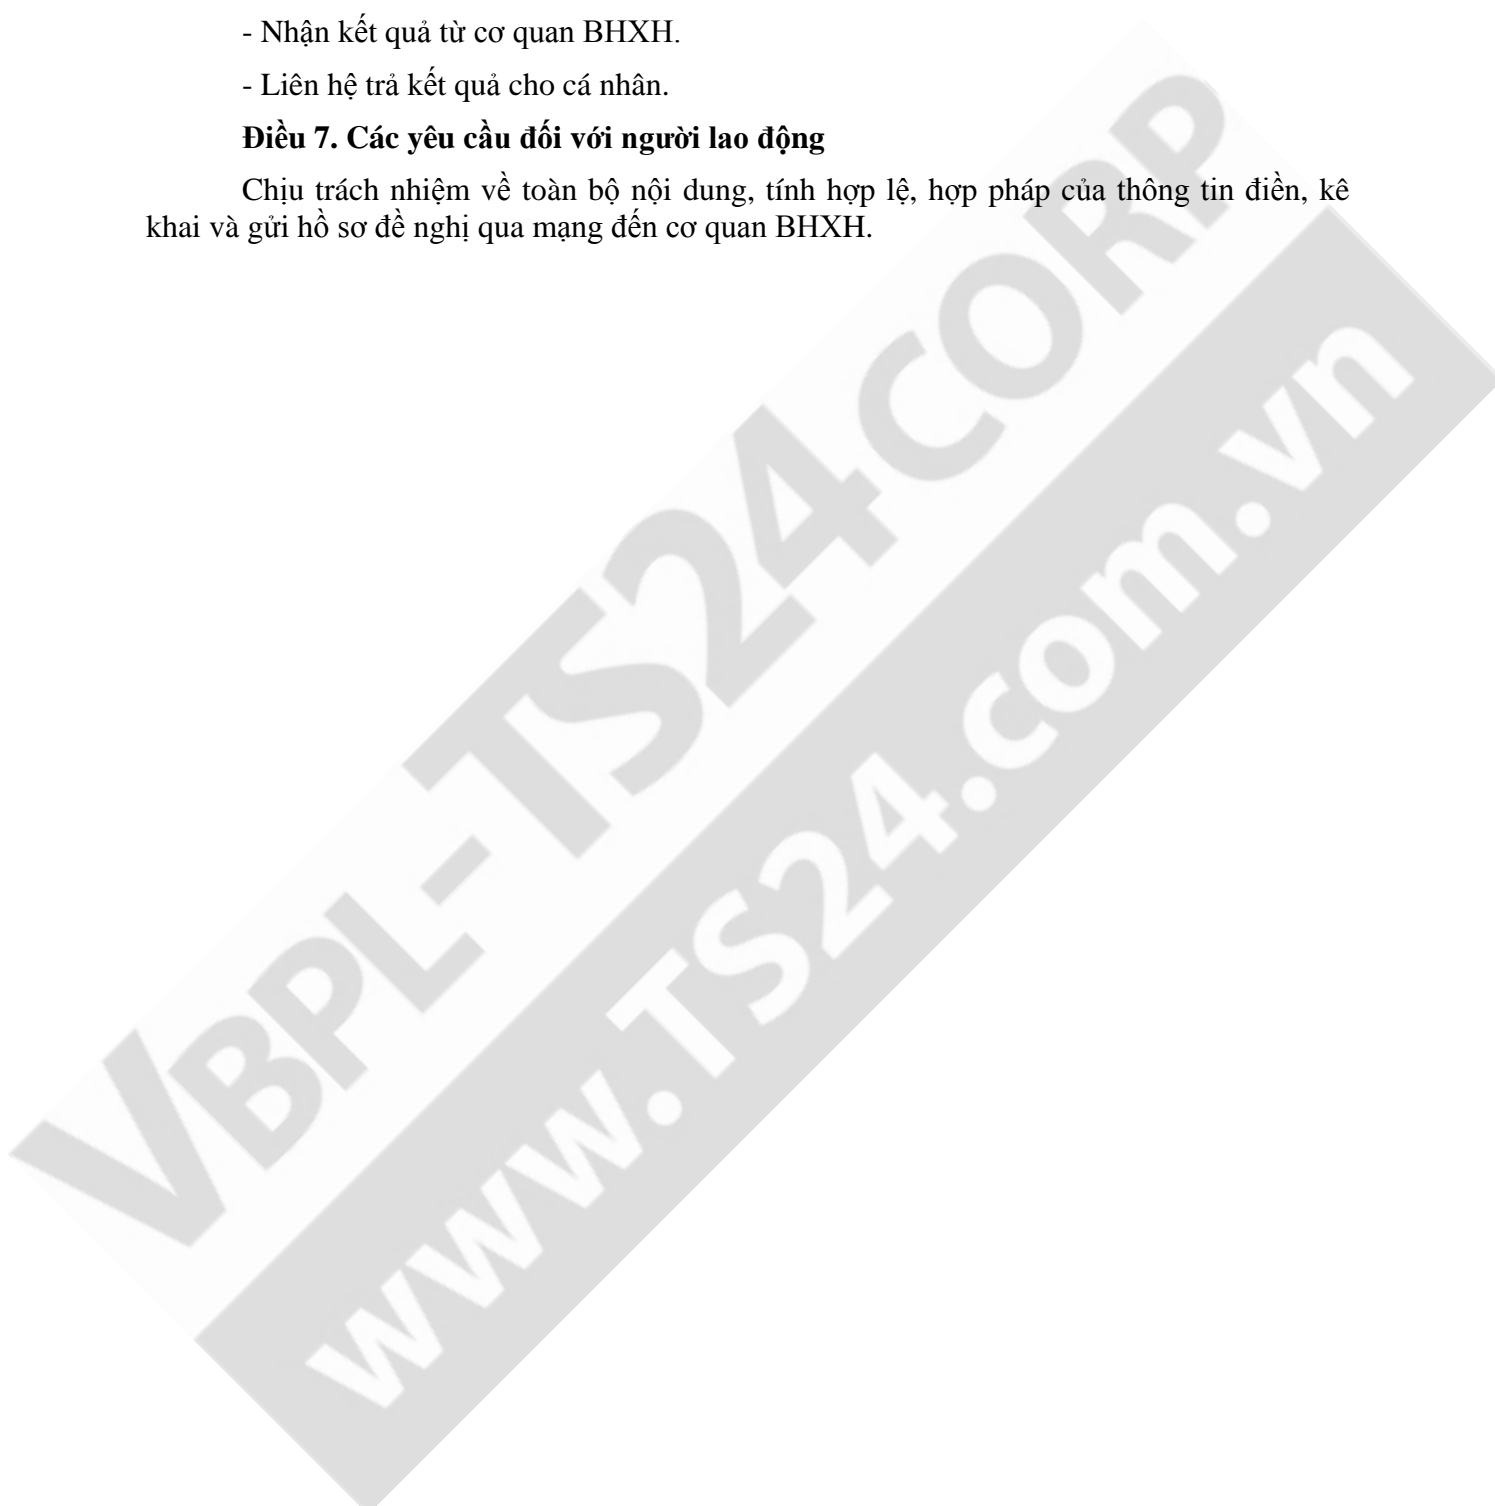 - Nhận kết quả từ cơ quan BHXH.
- Liên hệ trả kết quả cho cá nhân.
Điều 7. Các yêu cầu đối với người lao động
Chịu trách nhiệm về toàn bộ nội dung, tính hợp lệ, hợp pháp của thông tin điền, kê
khai và gửi hồ sơ đề nghị qua mạng đến cơ quan BHXH.
VBPL-TS24CORP
www.TS24.com.vn